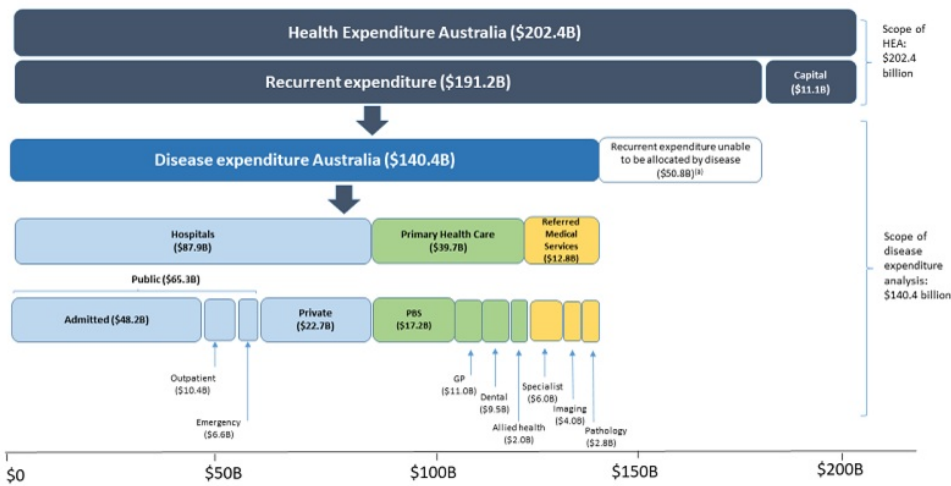 Health Expenditure Australia ($202.4B)
Scope of
HEA:
$202.4
billion
Recurrent expenditure ($191.2B)
Capital
($11.1B)
Disease expenditure Australia ($140.4B)
Recurrent expenditure unable
to be allocated by disease
($50.8B)(a)
Hospitals
($87.9B)
Primary Health Care
($39.7B)
Referred
Medical
Services
($12.8B)
Scope of
disease
expenditure
analysis:
$140.4 billion
Public ($65.3B)
Admitted ($48.2B)
Private
($22.7B)
PBS
($17.2B)
Outpatient
($10.4B)
Emergency
($6.6B)
GP
($11.0B)
Dental
($9.5B)
Allied health
($2.0B)
Specialist
($6.0B)
Imaging
($4.0B)
Pathology
($2.8B)
$0
$50B
$100B
$150B
$200B